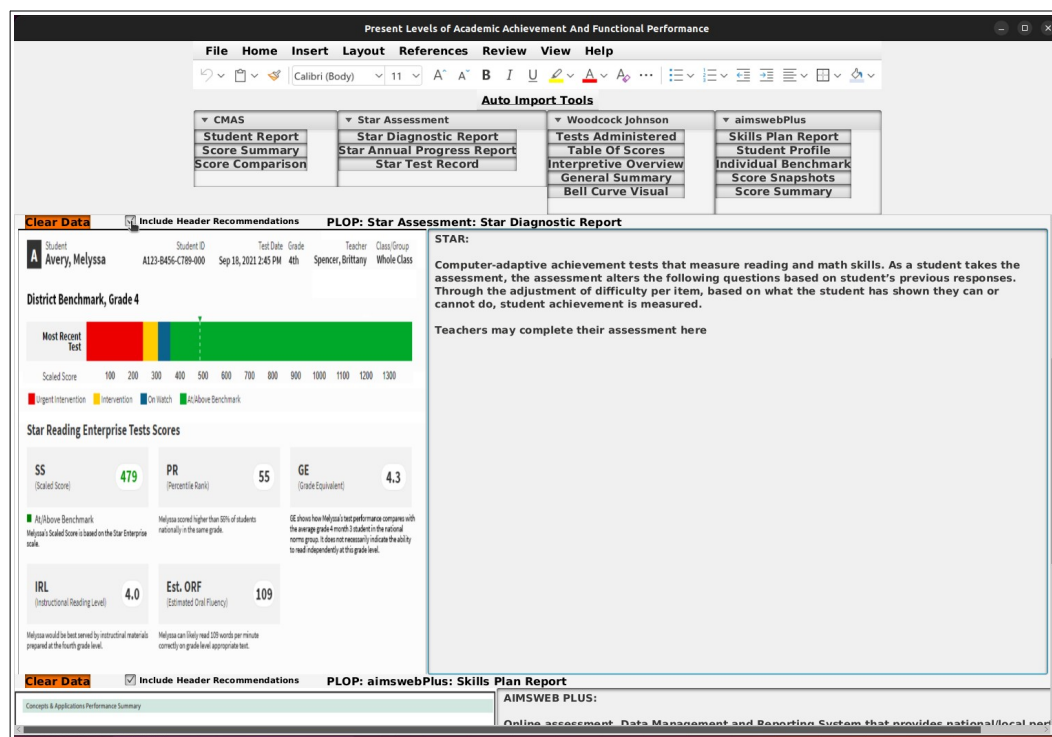 Present Levels of Academic Achievement And Functional Performance
File Home Insert Layout References Review View Help
Calibri (Body) 11 A A B I U A A ...
Auto Import Tools
CMAS
Student Report
Score Summary
Score Comparison
Star Assessment
Star Diagnostic Report
Star Annual Progress Report
Star Test Record
Woodcock Johnson
Tests Administered
Table Of Scores
Interpretive Overview
General Summary
Bell Curve Visual
aimswebPlus
Skills Plan Report
Student Profile
Individual Benchmark
Score Snapshots
Score Summary
Clear Data Include Header Recommendations PLOP: Star Assessment: Star Diagnostic Report
A Student Student ID Test Date Grade Teacher Class/Group
Avery, Melyssa A123-B456-C789-000 Sep 18, 2021 2:45 PM 4th Spencer, Brittany Whole Class
District Benchmark, Grade 4
Most Recent
Test
Scaled Score 100 200 300 400 500 600 700 800 900 1000 1100 1200 1300
Urgent Intervention Intervention On Watch At/Above Benchmark
Star Reading Enterprise Tests Scores
SS
(Scaled Score)
479
At/Above Benchmark
Melyssa's Scaled Score is based on the Star Enterprise
scale.
PR
(Percentile Rank)
55
Melyssa scored higher than 55% of students
nationally in the same grade.
GE
(Grade Equivalent)
4.3
GE shows how Melyssa's test performance compares with
the average grade 4 month 3 student in the national
norms group. It does not necessarily indicate the ability
to read independently at this grade level.
IRL
(Instructional Reading Level)
4.0
Melyssa would be best served by instructinal materials
prepared at the fourth grade level.
Est. ORF
(Estimated Oral Fluency)
109
Melyssa can likely read 109 words per minute
correctly on grade level appropriate text.
STAR:
Computer-adaptive achievement tests that measure reading and math skills. As a student takes the
assessment, the assessment alters the following questions based on student's previous responses.
Through the adjustment of difficulty per item, based on what the student has shown they can or
cannot do, student achievement is measured.
Teachers may complete their assessment here
Clear Data Include Header Recommendations PLOP: aimswebPlus: Skills Plan Report
Concepts & Applications Performance Summary
AIMSWEB PLUS:
Online assessment, Data Management and Reporting System that provides national/local